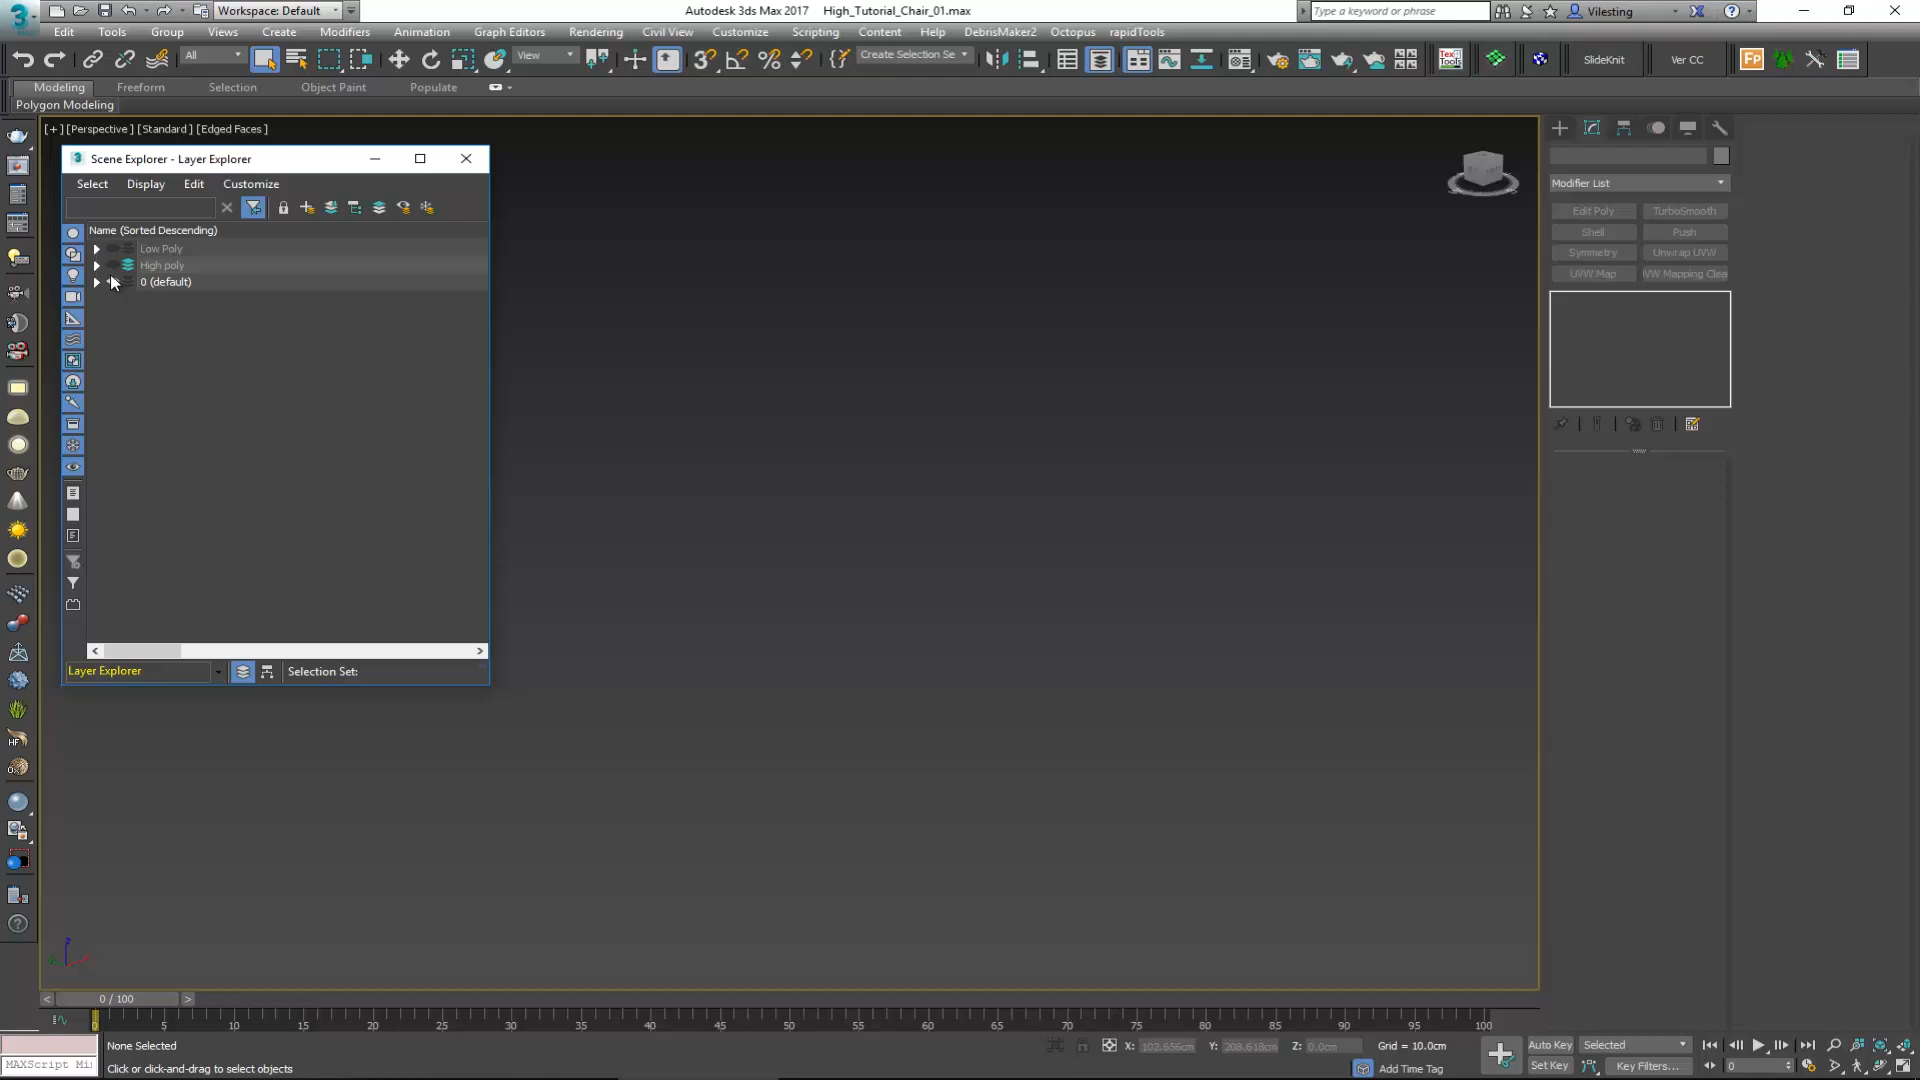 Workspace: Default
Autodesk 3ds Max 2017 High_Tutorial_Chair_01.max
Type a keyword or phrase
Vilesting
Edit Tools Group Views Create Modifiers Animation Graph Editors Rendering Civil View Customize Scripting Content Help DebrisMaker2 Octopus rapidTools
All View Create Selection Se TexTools SlideKnit Ver CC Fp
Modeling Freeform Selection Object Paint Populate
Polygon Modeling
[+] [Perspective ] [Standard ] [Edged Faces ]
Scene Explorer - Layer Explorer
Select Display Edit Customize
Name (Sorted Descending)
Low Poly
High poly
0 (default)
Layer Explorer
Selection Set:
Modifier List
Edit Poly TurboSmooth
Shell Push
Symmetry Unwrap UVW
UVW Map VW Mapping Clea
HF
z
0 / 100
0 5 10 15 20 25 30 35 40 45 50 55 60 65 70 75 80 85 90 95 100
None Selected X: 102.656cm Y: 208.618cm Z: 0.0cm Grid = 10.0cm Auto Key Selected
MAXScript Mi: Click or click-and-drag to select objects Add Time Tag Set Key Key Filters... 0